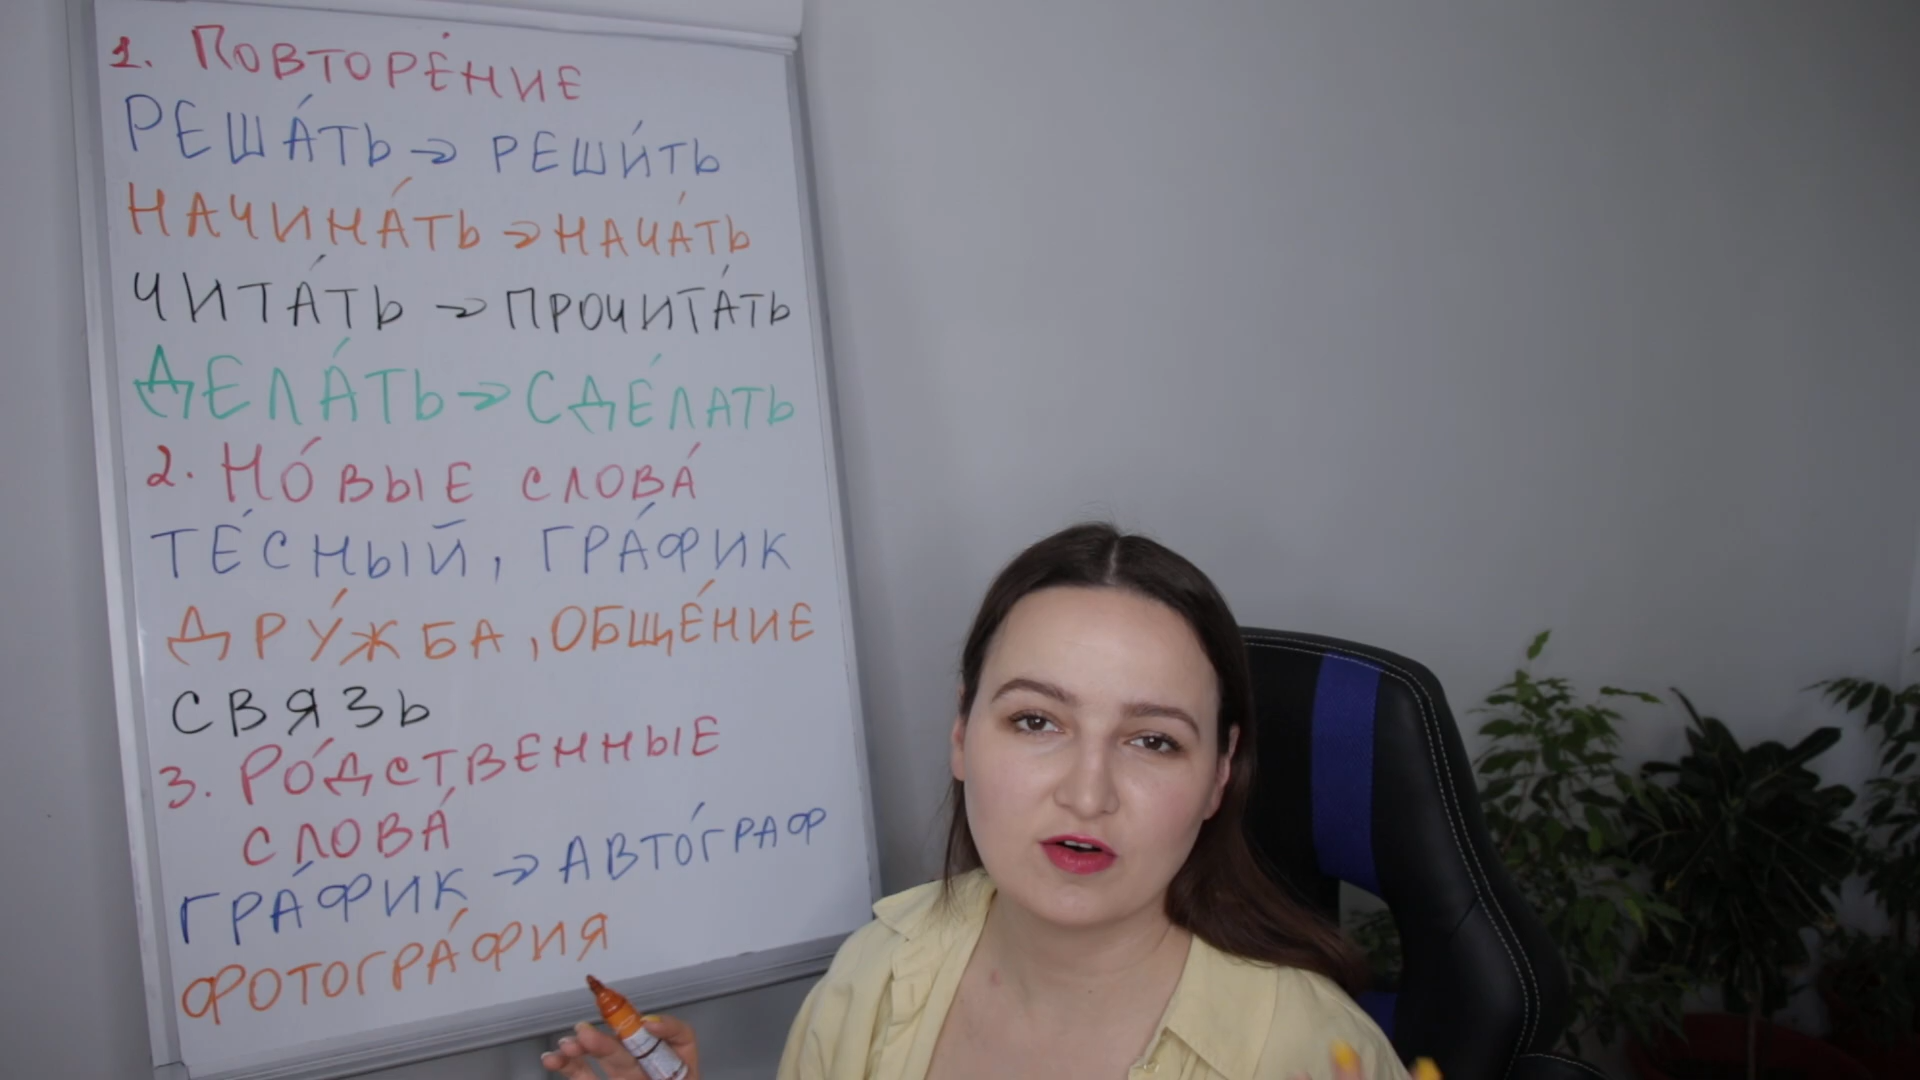 1. ПОВТОРЕ́НИЕ
РЕША́ТЬ → РЕШИ́ТЬ
НАЧИНА́ТЬ → НАЧА́ТЬ
ЧИТА́ТЬ → ПРОЧИТА́ТЬ
ДЕЛА́ТЬ → СДЕ́ЛАТЬ
2. НО́ВЫЕ СЛОВА́
ТЕ́СНЫЙ, ГРА́ФИК
ДРУ́ЖБА, ОБЩЕ́НИЕ
СВЯЗЬ
3. РО́ДСТВЕННЫЕ
СЛОВА́
ГРА́ФИК → АВТО́ГРАФ
ФОТОГРА́ФИЯ